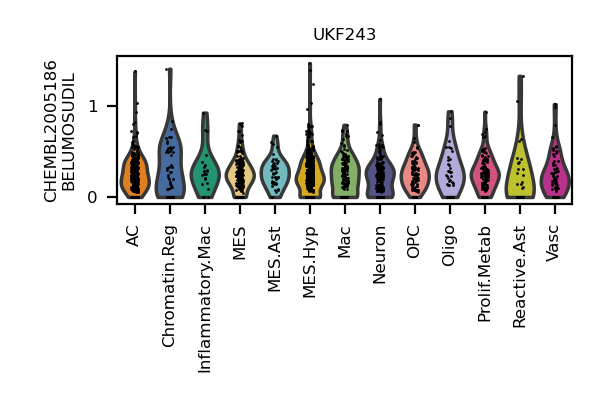 UKF243
CHEMBL2005186
BELUMOSUDIL
1
0
AC
Chromatin.Reg
Inflammatory.Mac
MES
MES.Ast
MES.Hyp
Mac
Neuron
OPC
Oligo
Prolif.Metab
Reactive.Ast
Vasc